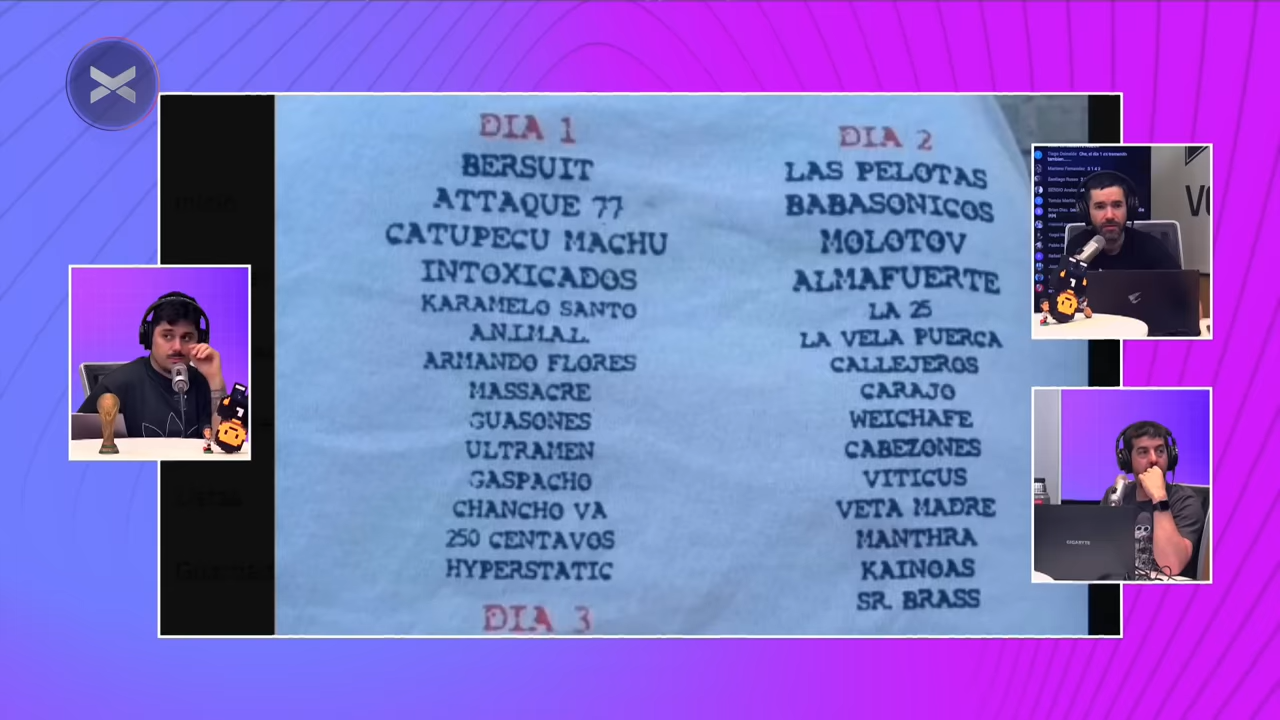 DIA 1
BERSUIT
ATTAQUE 77
CATUPECU MACHU
INTOXICADOS
KARAMELO SANTO
A.N.I.M.A.L.
ARMANDO FLORES
MASSACRE
GUASONES
ULTRAMEN
GASPACHO
CHANCHO VA
250 CENTAVOS
HYPERSTATIC
DIA 3
DIA 2
LAS PELOTAS
BABASONICOS
MOLOTOV
ALMAFUERTE
LA 25
LA VELA PUERCA
CALLEJEROS
CARAJO
WEICHAFE
CABEZONES
VITICUS
VETA MADRE
MANTHRA
KAINGAS
SR. BRASS
GIGABYTE